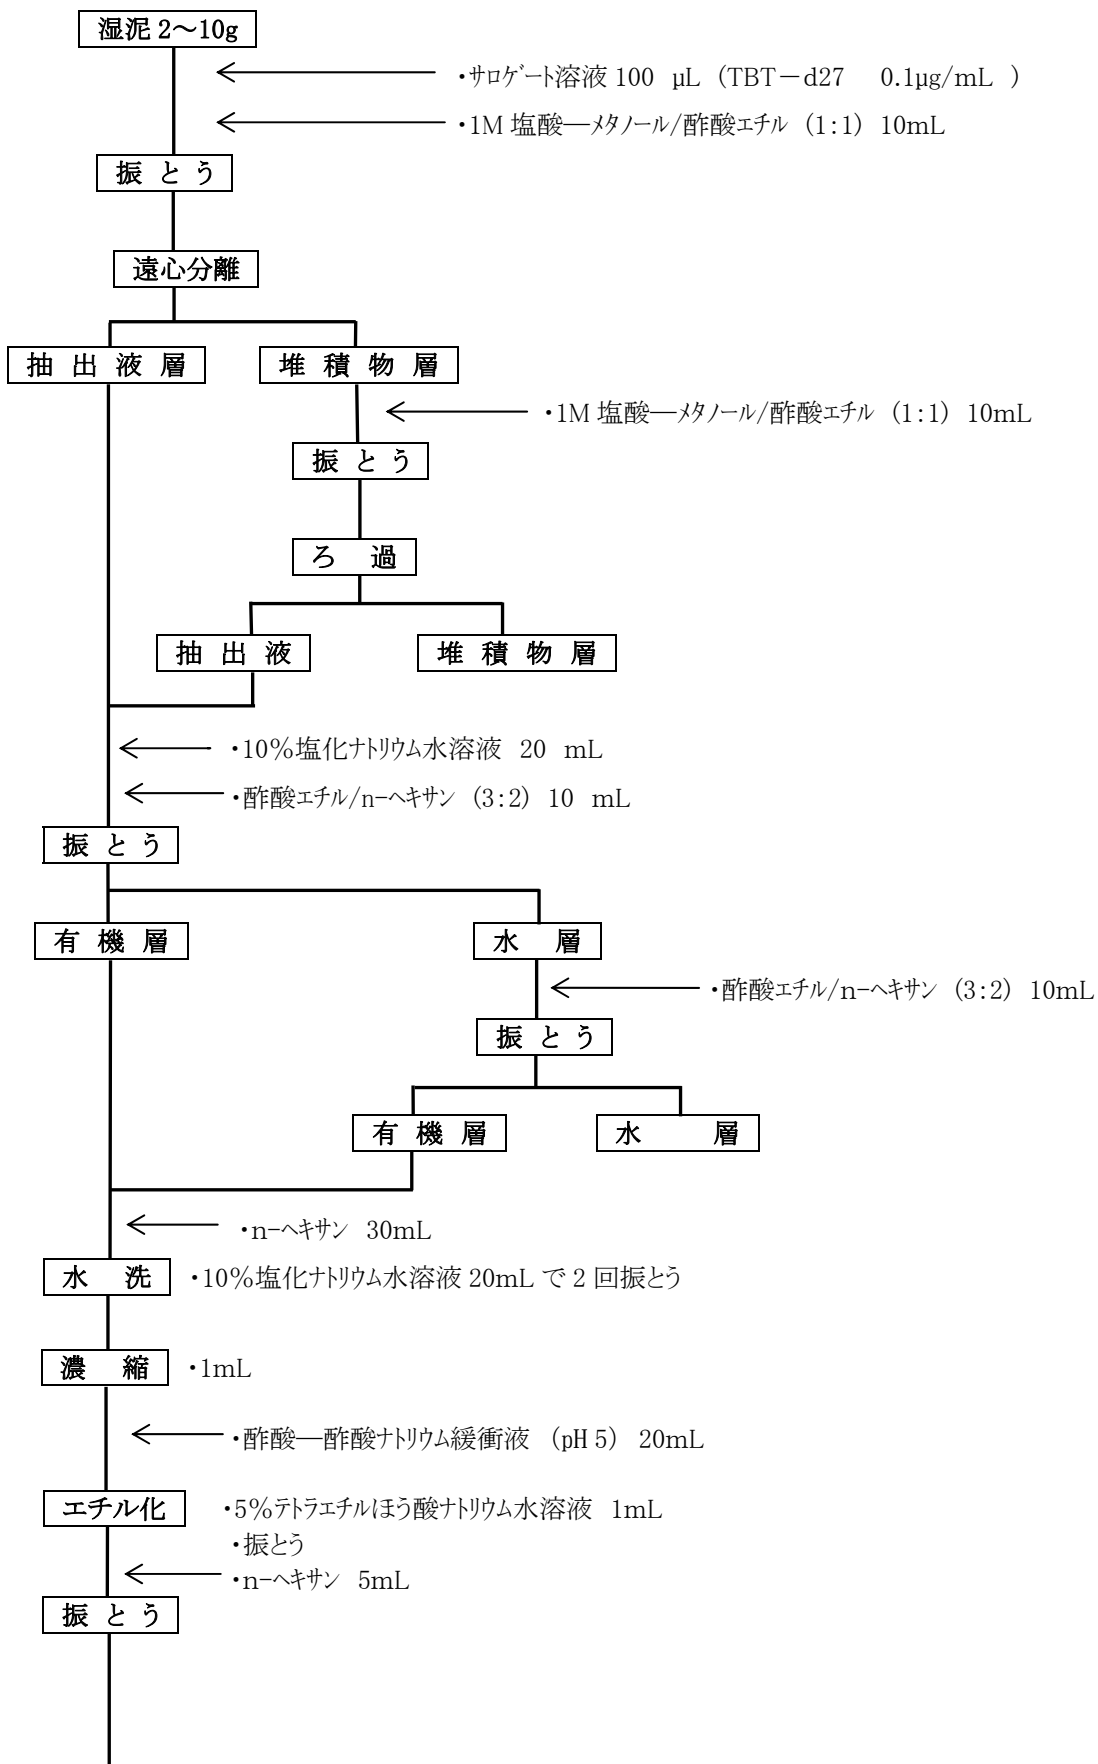 湿泥 2～10g
・サロゲート溶液 100 μL (TBT－d27 0.1μg/mL )
・1M 塩酸―メタノール/酢酸エチル (1:1) 10mL
振 と う
遠心分離
抽 出 液 層
堆 積 物 層
・1M 塩酸―メタノール/酢酸エチル (1:1) 10mL
振 と う
ろ 過
抽 出 液
堆 積 物 層
・10％塩化ナトリウム水溶液 20 mL
・酢酸エチル/n-ヘキサン (3:2) 10 mL
振 と う
有 機 層
水 層
・酢酸エチル/n-ヘキサン (3:2) 10mL
振 と う
有 機 層
水 層
・n-ヘキサン 30mL
水 洗
・10％塩化ナトリウム水溶液 20mL で 2 回振とう
濃 縮
・1mL
・酢酸―酢酸ナトリウム緩衝液 (pH 5) 20mL
エチル化
・5％テトラエチルほう酸ナトリウム水溶液 1mL
・振とう
・n-ヘキサン 5mL
振 と う